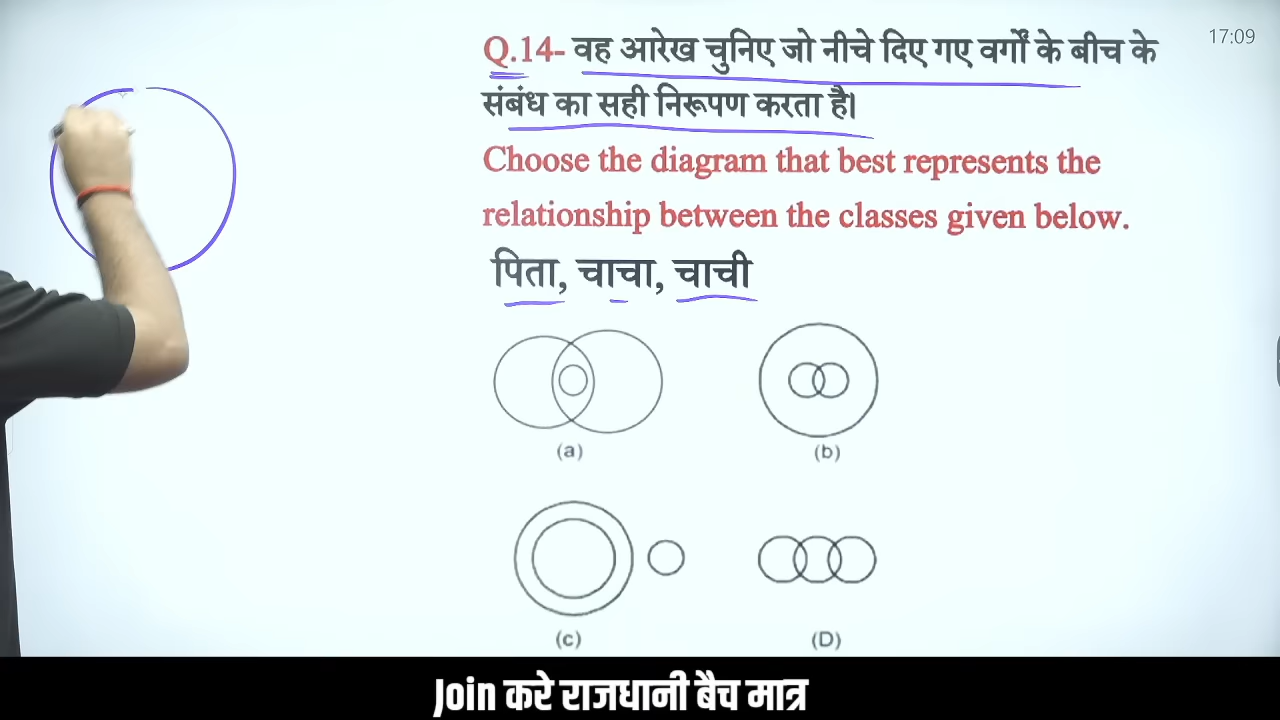 17:09
Q.14- वह आरेख चुनिए जो नीचे दिए गए वर्गों के बीच के
संबंध का सही निरूपण करता है।
Choose the diagram that best represents the
relationship between the classes given below.
पिता, चाचा, चाची
(a)
(b)
(c)
(D)
Join करे राजधानी बैच मात्र